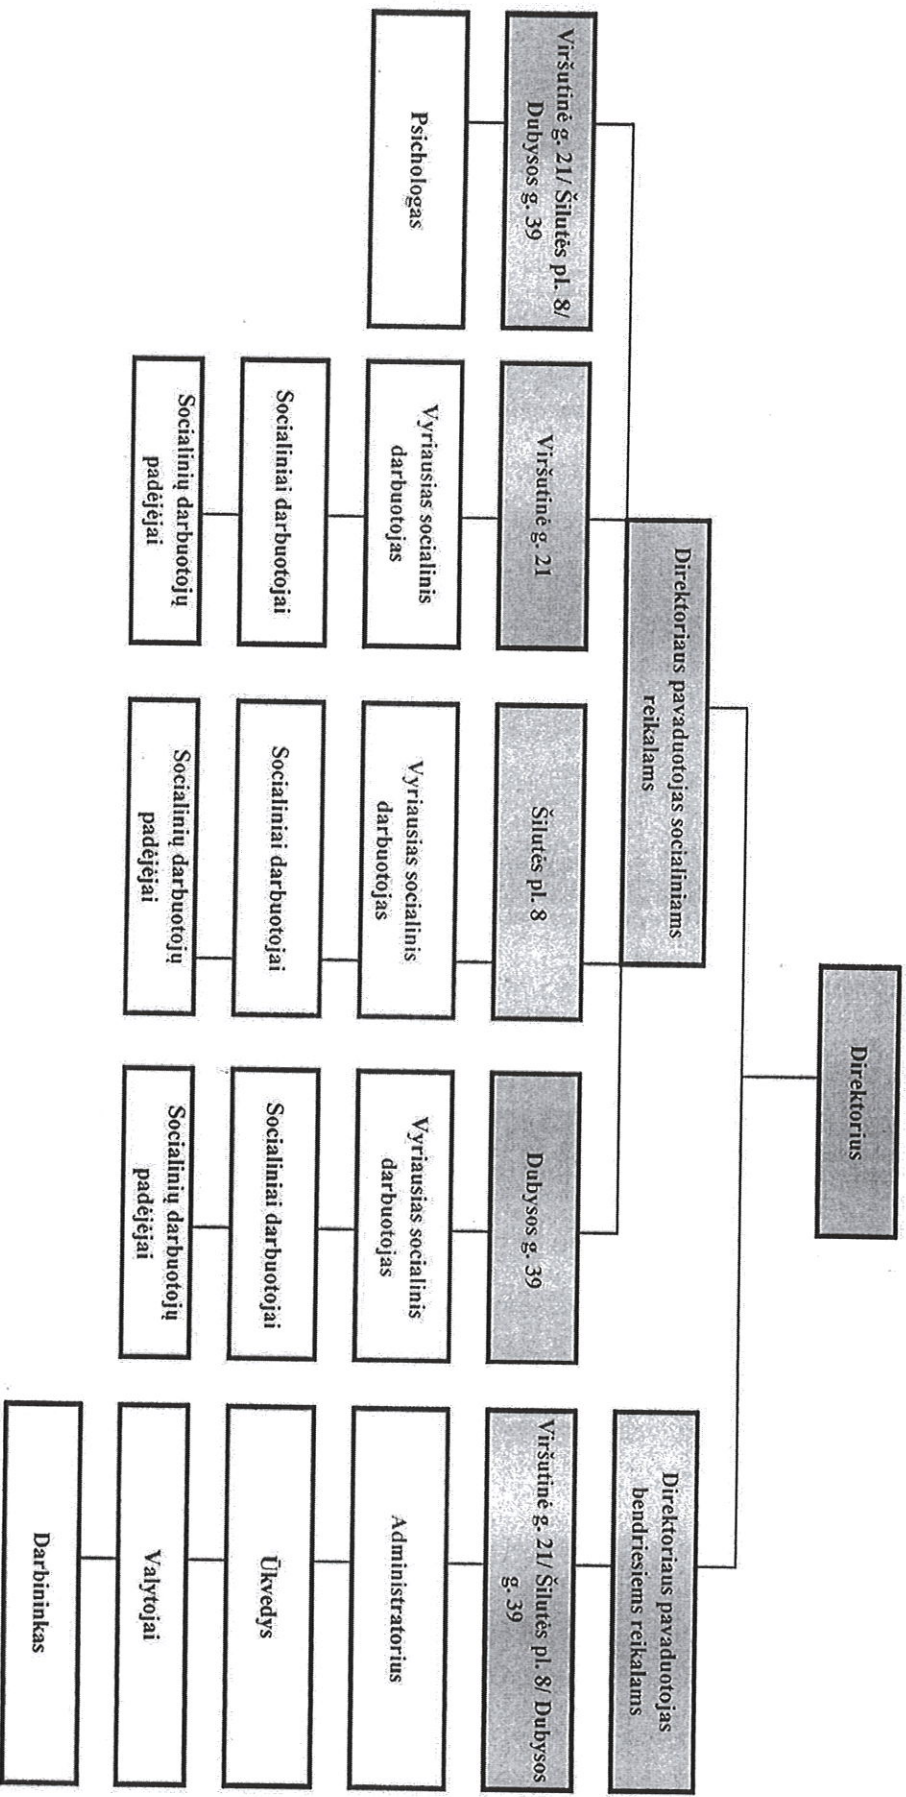 Direktorius
Direktoriaus pavaduotojas socialiniams
reikalams
Direktoriaus pavaduotojas
bendriesiems reikalams
Viršutinė g. 21/ Šilutės pl. 8/
Dubysos g. 39
Viršutinė g. 21
Šilutės pl. 8
Dubysos g. 39
Viršutinė g. 21/ Šilutės pl. 8/ Dubysos
g. 39
Psichologas
Vyriausias socialinis
darbuotojas
Vyriausias socialinis
darbuotojas
Vyriausias socialinis
darbuotojas
Administratorius
Socialiniai darbuotojai
Socialiniai darbuotojai
Socialiniai darbuotojai
Ūkvedys
Socialinių darbuotojų
padėjėjai
Socialinių darbuotojų
padėjėjai
Socialinių darbuotojų
padėjėjai
Valytojai
Darbininkas